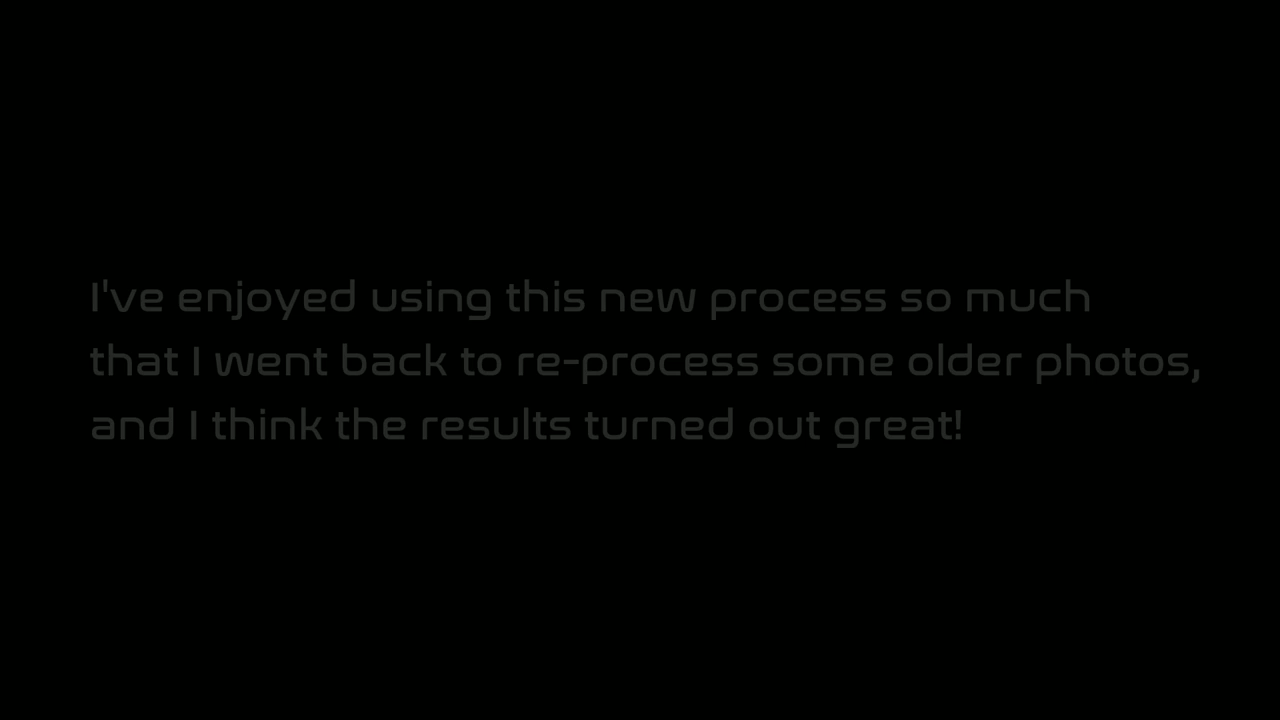 I've enjoyed using this new process so much
that I went back to re-process some older photos,
and I think the results turned out great!